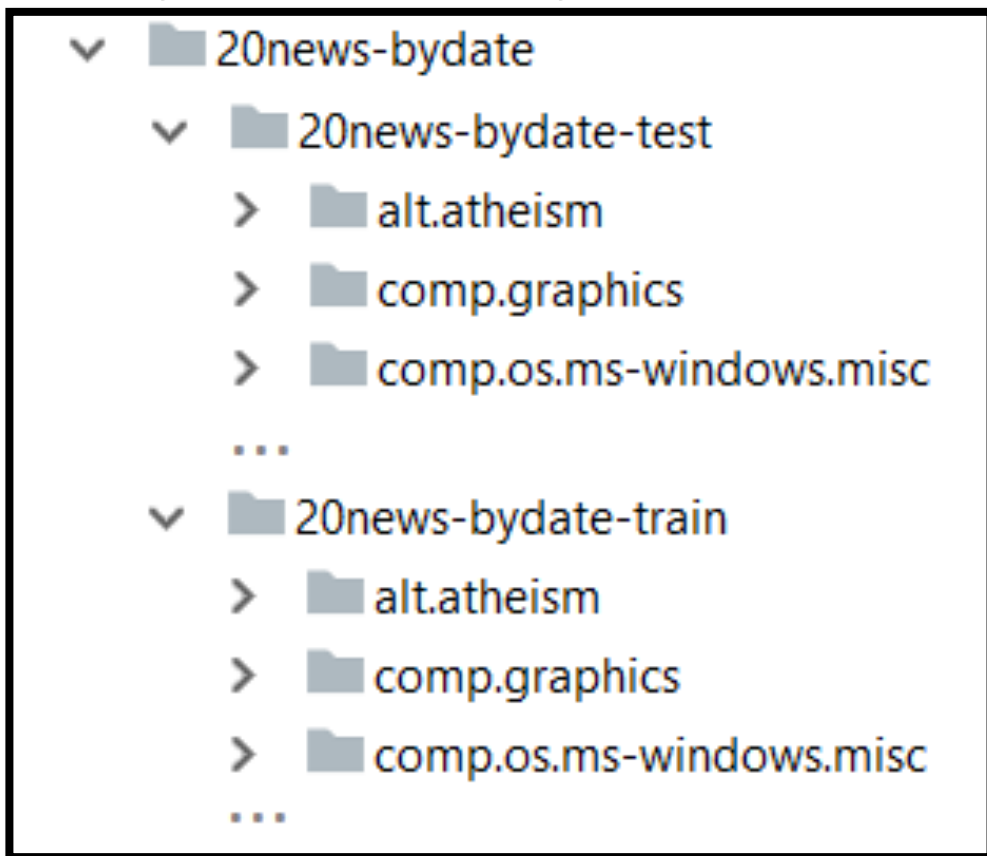 20news-bydate
20news-bydate-test
alt.atheism
comp.graphics
comp.os.ms-windows.misc
...
20news-bydate-train
alt.atheism
comp.graphics
comp.os.ms-windows.misc
...